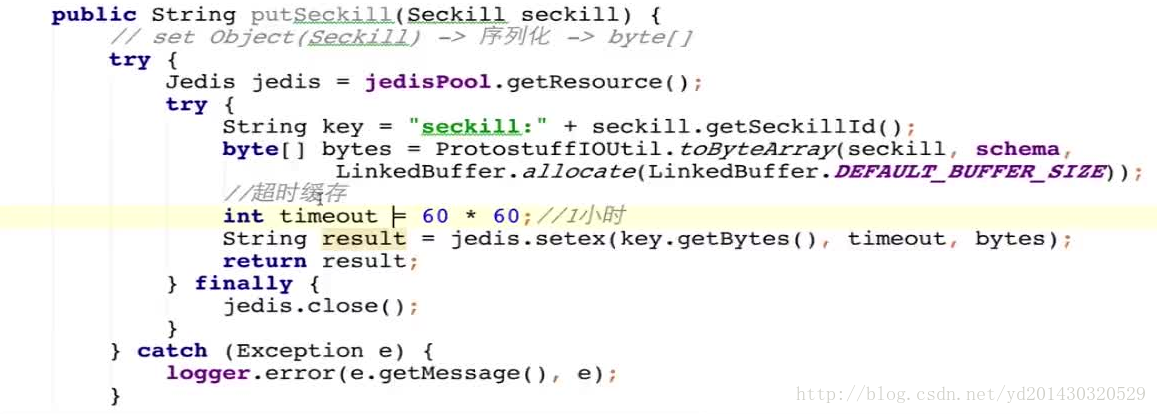 public String putSeckill(Seckill seckill) {
// set Object(Seckill) -> 序列化 -> byte[]
try {
Jedis jedis = jedisPool.getResource();
try {
String key = "seckill:" + seckill.getSeckillId();
byte[] bytes = ProtostuffIOUtil.toByteArray(seckill, schema,
LinkedBuffer.allocate(LinkedBuffer.DEFAULT_BUFFER_SIZE));
//超时缓存
int timeout = 60 * 60;//1小时
String result = jedis.setex(key.getBytes(), timeout, bytes);
return result;
} finally {
jedis.close();
}
} catch (Exception e) {
logger.error(e.getMessage(), e);
}
http://blog.csdn.net/yd201430320529